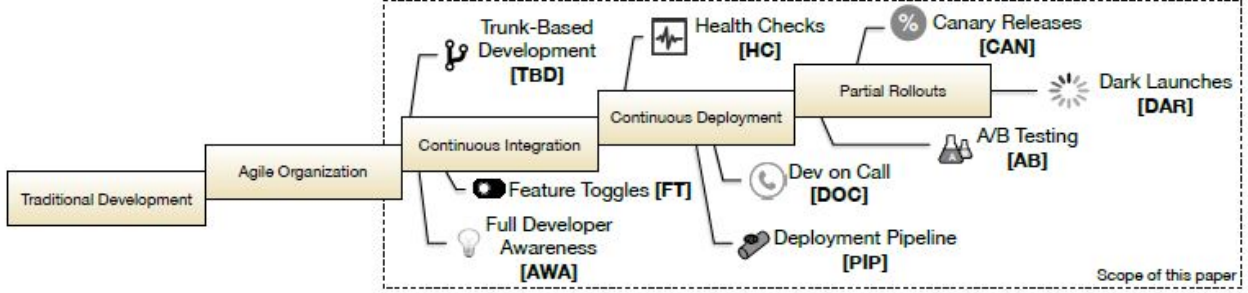 Traditional Development
Agile Organization
Continuous Integration
Trunk-Based
Development
[TBD]
Feature Toggles [FT]
Full Developer
Awareness
[AWA]
Continuous Deployment
Health Checks
[HC]
Dev on Call
[DOC]
Deployment Pipeline
[PIP]
Partial Rollouts
%
Canary Releases
[CAN]
Dark Launches
[DAR]
A
A/B Testing
[AB]
Scope of this paper